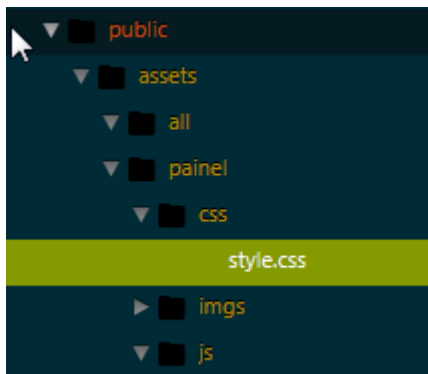 public
assets
all
painel
css
style.css
imgs
js